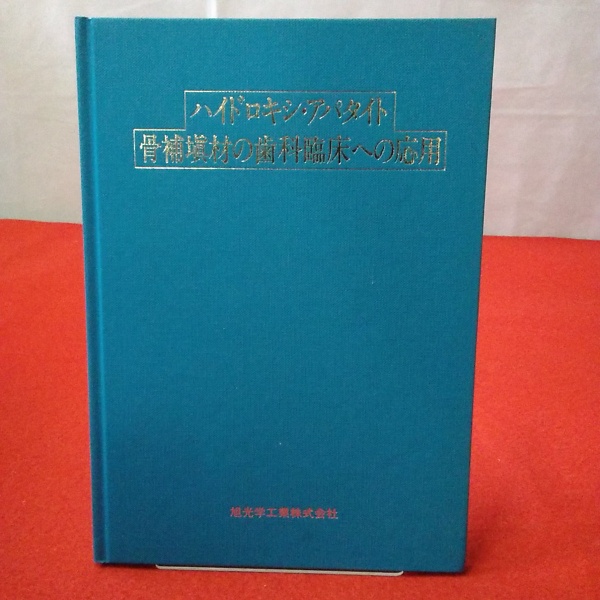 ハイドロキシ・アパタイト
骨補塡材の歯科臨床への応用
旭光学工業株式会社